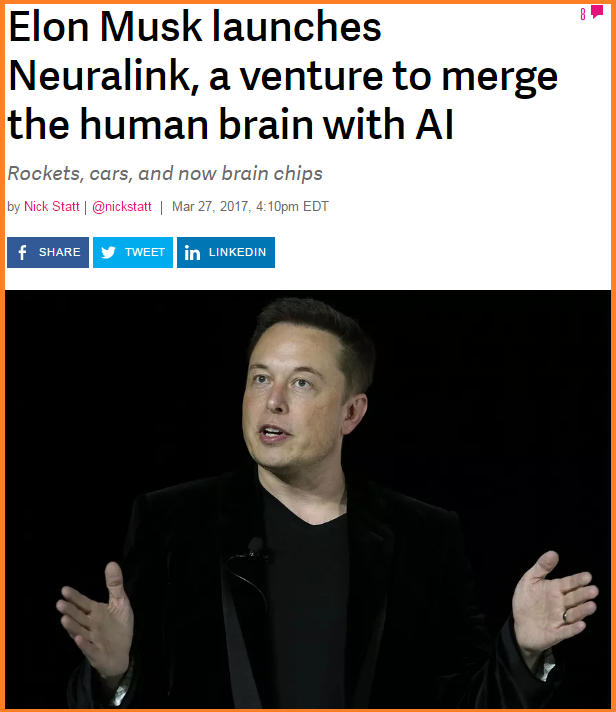 Elon Musk launches
Neuralink, a venture to merge
the human brain with AI
8
Rockets, cars, and now brain chips
by Nick Statt | @nickstatt | Mar 27, 2017, 4:10pm EDT
SHARE TWEET LINKEDIN